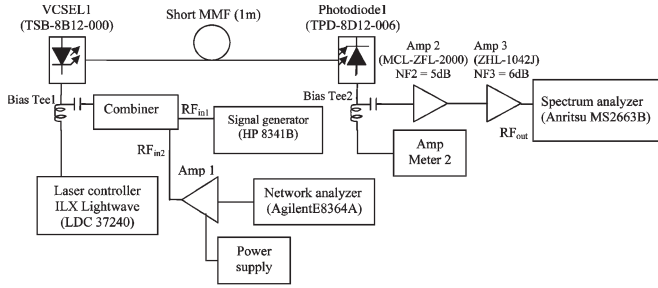 VCSEL1
(TSB-8B12-000)
Short MMF (1m)
Photodiode1
(TPD-8D12-006)
Amp 2
(MCL-ZFL-2000)
NF2 = 5dB
Amp 3
(ZHL-1042J)
NF3 = 6dB
Bias Tee1
Combiner
RFin1
Signal generator
(HP 8341B)
Bias Tee2
RFout
Spectrum analyzer
(Anritsu MS2663B)
Amp
Meter 2
RFin2
Amp 1
Laser controller
ILX Lightwave
(LDC 37240)
Network analyzer
(AgilentE8364A)
Power
supply